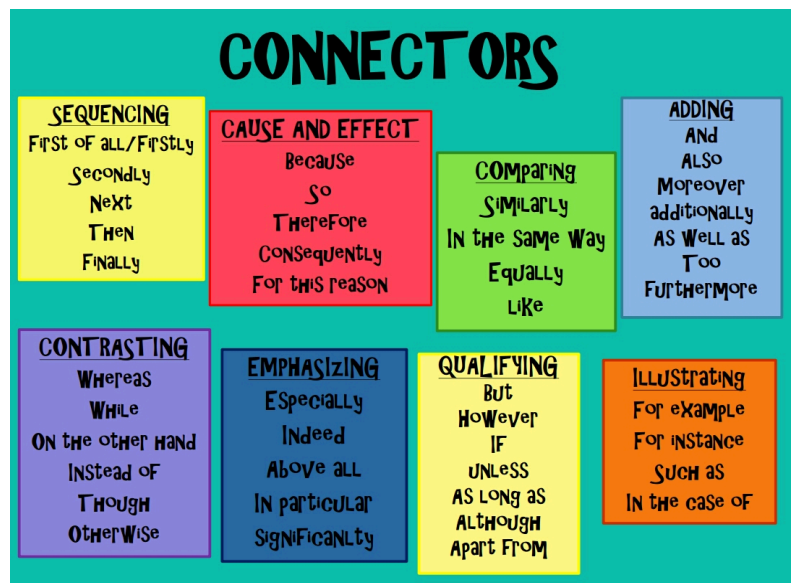 CONNECTORS
SEQUENCING
First of all/Firstly
Secondly
Next
Then
Finally
CAUSE AND EFFECT
Because
So
Therefore
Consequently
For this reason
COMParing
Similarly
In the same way
Equally
Like
ADDING
And
Also
Moreover
additionally
As well as
Too
Furthermore
CONTRASTING
Whereas
While
On the other hand
Instead of
Though
Otherwise
EMPHASIZING
Especially
Indeed
Above all
In particular
Significanlty
QUALIFYING
But
However
If
unless
As long as
Although
Apart from
ILLUStrating
For example
For instance
Such as
In the case of